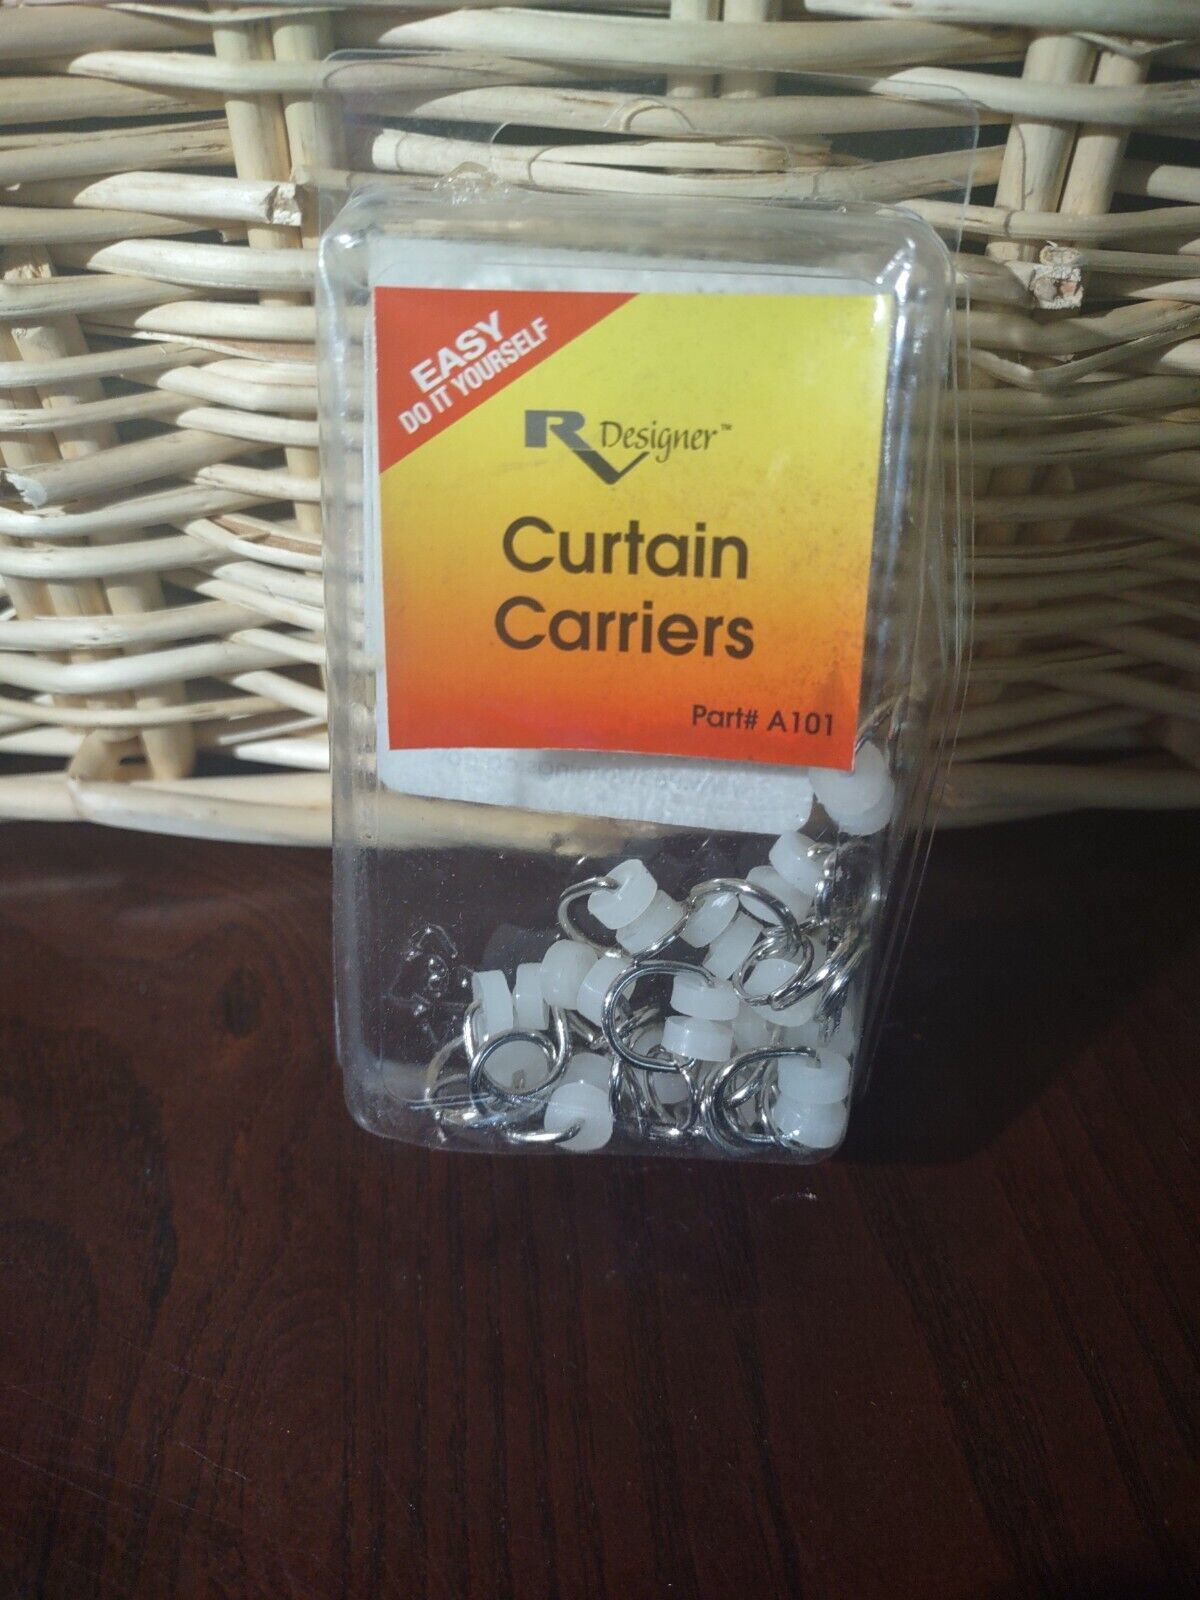 EASY
DO IT YOURSELF
RV Designer™
Curtain
Carriers
Part# A101